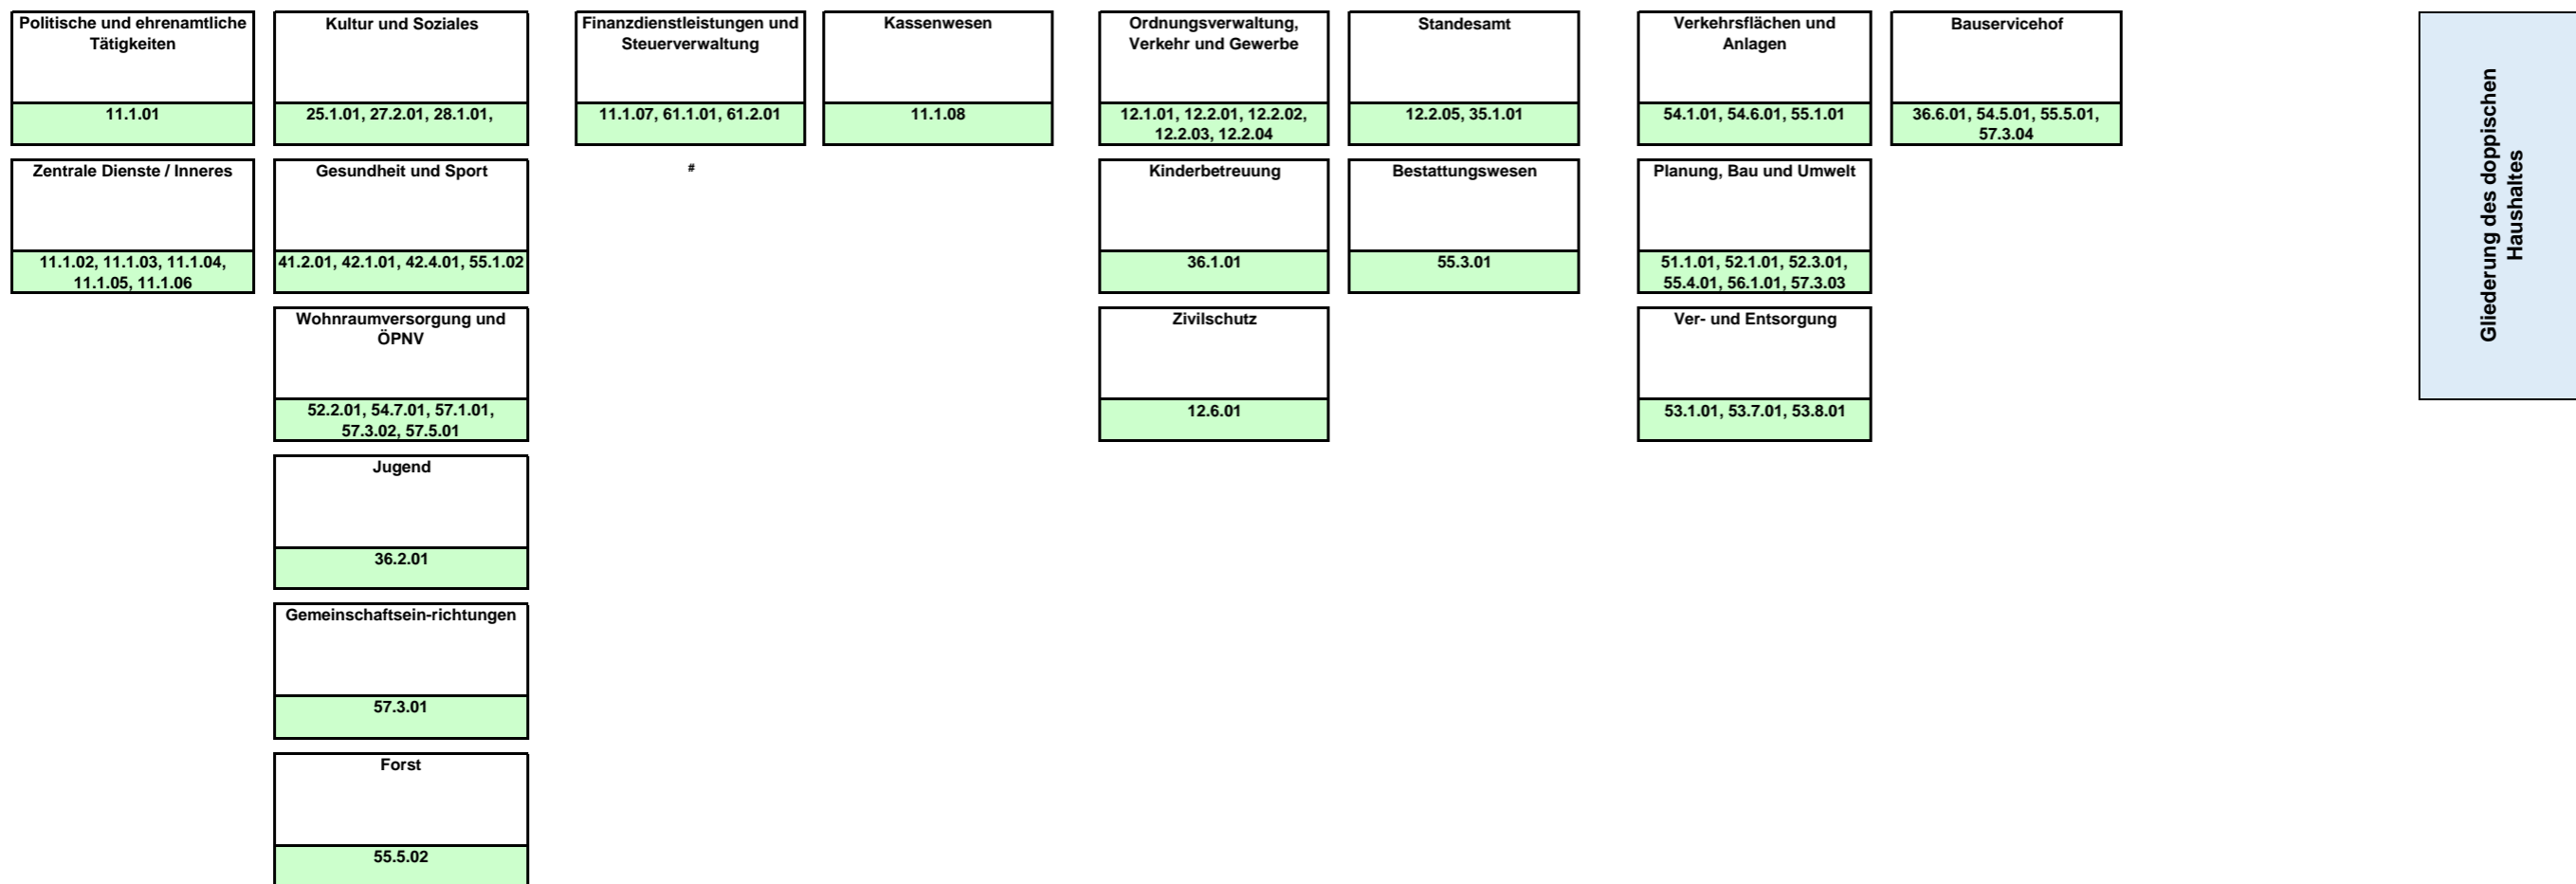 Politische und ehrenamtliche
Tätigkeiten
11.1.01
Kultur und Soziales
25.1.01, 27.2.01, 28.1.01,
Finanzdienstleistungen und
Steuerverwaltung
11.1.07, 61.1.01, 61.2.01
Kassenwesen
11.1.08
Ordnungsverwaltung,
Verkehr und Gewerbe
12.1.01, 12.2.01, 12.2.02,
12.2.03, 12.2.04
Standesamt
12.2.05, 35.1.01
Verkehrsflächen und
Anlagen
54.1.01, 54.6.01, 55.1.01
Bauservicehof
36.6.01, 54.5.01, 55.5.01,
57.3.04
Zentrale Dienste / Inneres
11.1.02, 11.1.03, 11.1.04,
11.1.05, 11.1.06
Gesundheit und Sport
41.2.01, 42.1.01, 42.4.01, 55.1.02
#
Kinderbetreuung
36.1.01
Bestattungswesen
55.3.01
Planung, Bau und Umwelt
51.1.01, 52.1.01, 52.3.01,
55.4.01, 56.1.01, 57.3.03
Wohnraumversorgung und
ÖPNV
52.2.01, 54.7.01, 57.1.01,
57.3.02, 57.5.01
Zivilschutz
12.6.01
Ver- und Entsorgung
53.1.01, 53.7.01, 53.8.01
Jugend
36.2.01
Gemeinschaftsein-richtungen
57.3.01
Forst
55.5.02
Gliederung des doppischen
Haushaltes